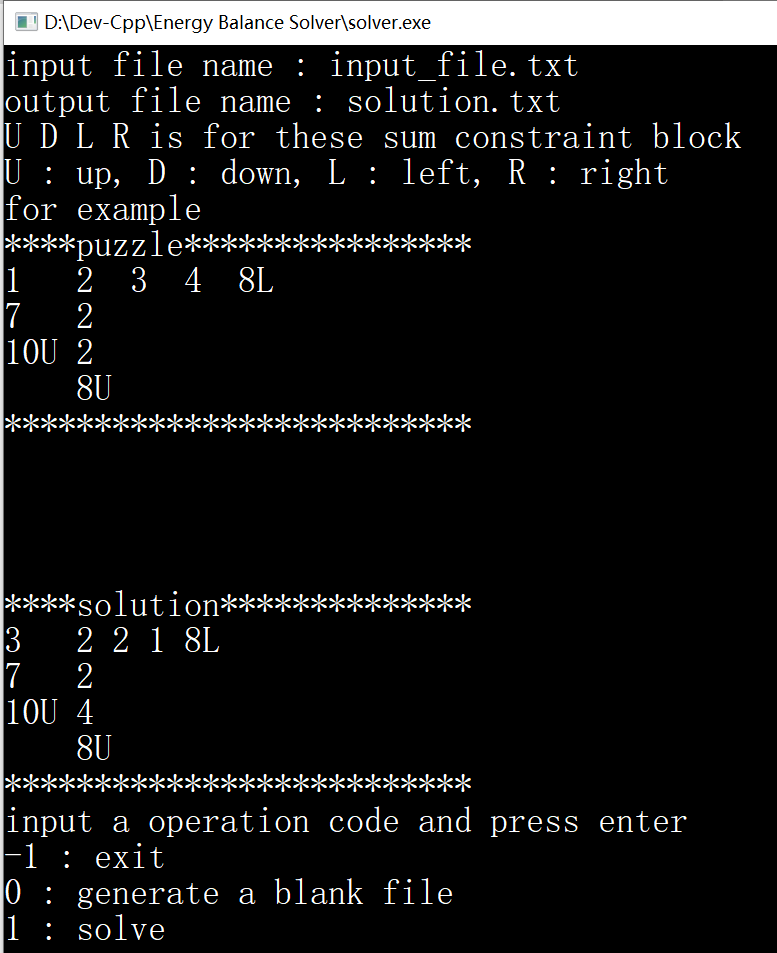 D:\Dev-Cpp\Energy Balance Solver\solver.exe
input file name : input_file.txt
output file name : solution.txt
U D L R is for these sum constraint block
U : up, D : down, L : left, R : right
for example
****puzzle****************
1   2  3  4  8L
7   2
10U 2
    8U
**************************
****solution**************
3   2 2 1 8L
7   2
10U 4
    8U
**************************
input a operation code and press enter
-1 : exit
0 : generate a blank file
1 : solve